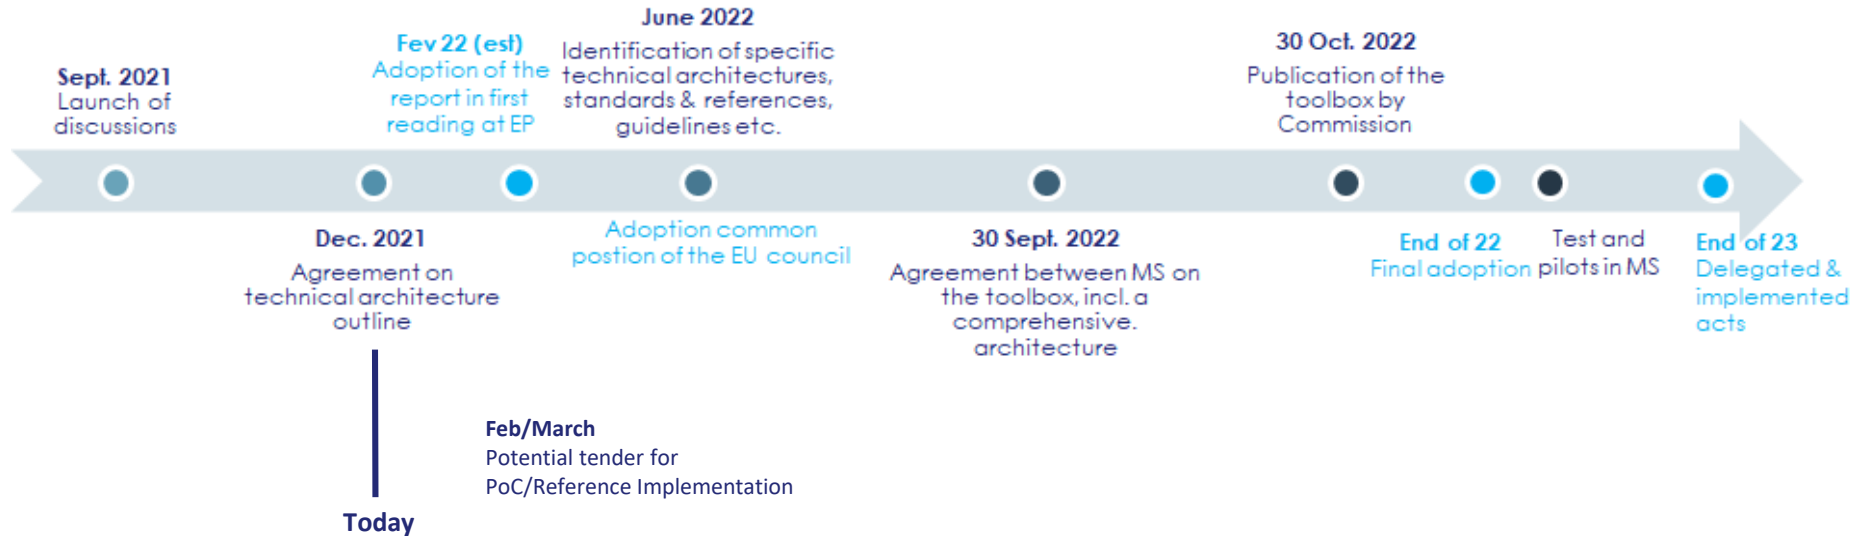 Sept. 2021
Launch of
discussions
Fev 22 (est)
Adoption of the
report in first
reading at EP
June 2022
Identification of specific
technical architectures,
standards & references,
guidelines etc.
30 Oct. 2022
Publication of the
toolbox by
Commission
Dec. 2021
Agreement on
technical architecture
outline
Adoption common
postion of the EU council
30 Sept. 2022
Agreement between MS on
the toolbox, incl. a
comprehensive.
architecture
End of 22
Final adoption
Test and
pilots in MS
End of 23
Delegated &
implemented
acts
Feb/March
Potential tender for
PoC/Reference Implementation
Today